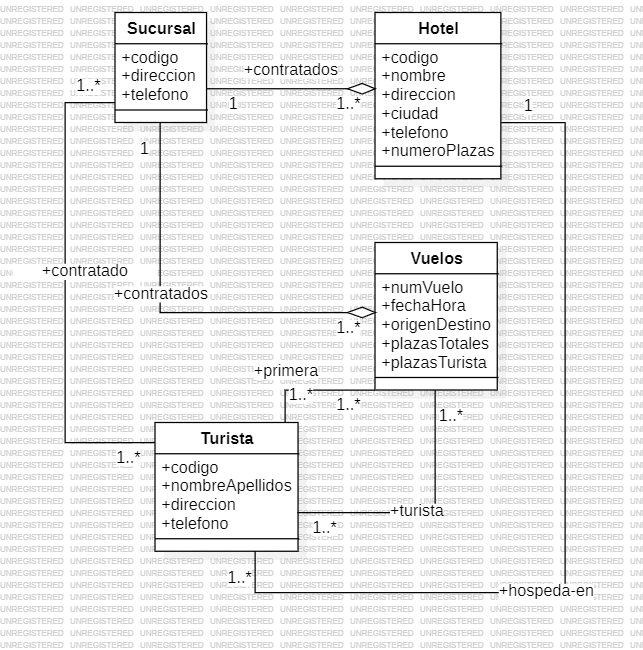 Sucursal
+codigo
+direccion
+telefono
Hotel
+codigo
+nombre
+direccion
+ciudad
+telefono
+numeroPlazas
+contratados
1
1..*
1..*
1
1
+contratado
+contratados
1..*
Vuelos
+numVuelo
+fechaHora
+origenDestino
+plazasTotales
+plazasTurista
+primera
1..*
1..*
1..*
Turista
+codigo
+nombreApellidos
+direccion
+telefono
1..*
+turista
1..*
1..*
+hospeda-en
UNREGISTERED